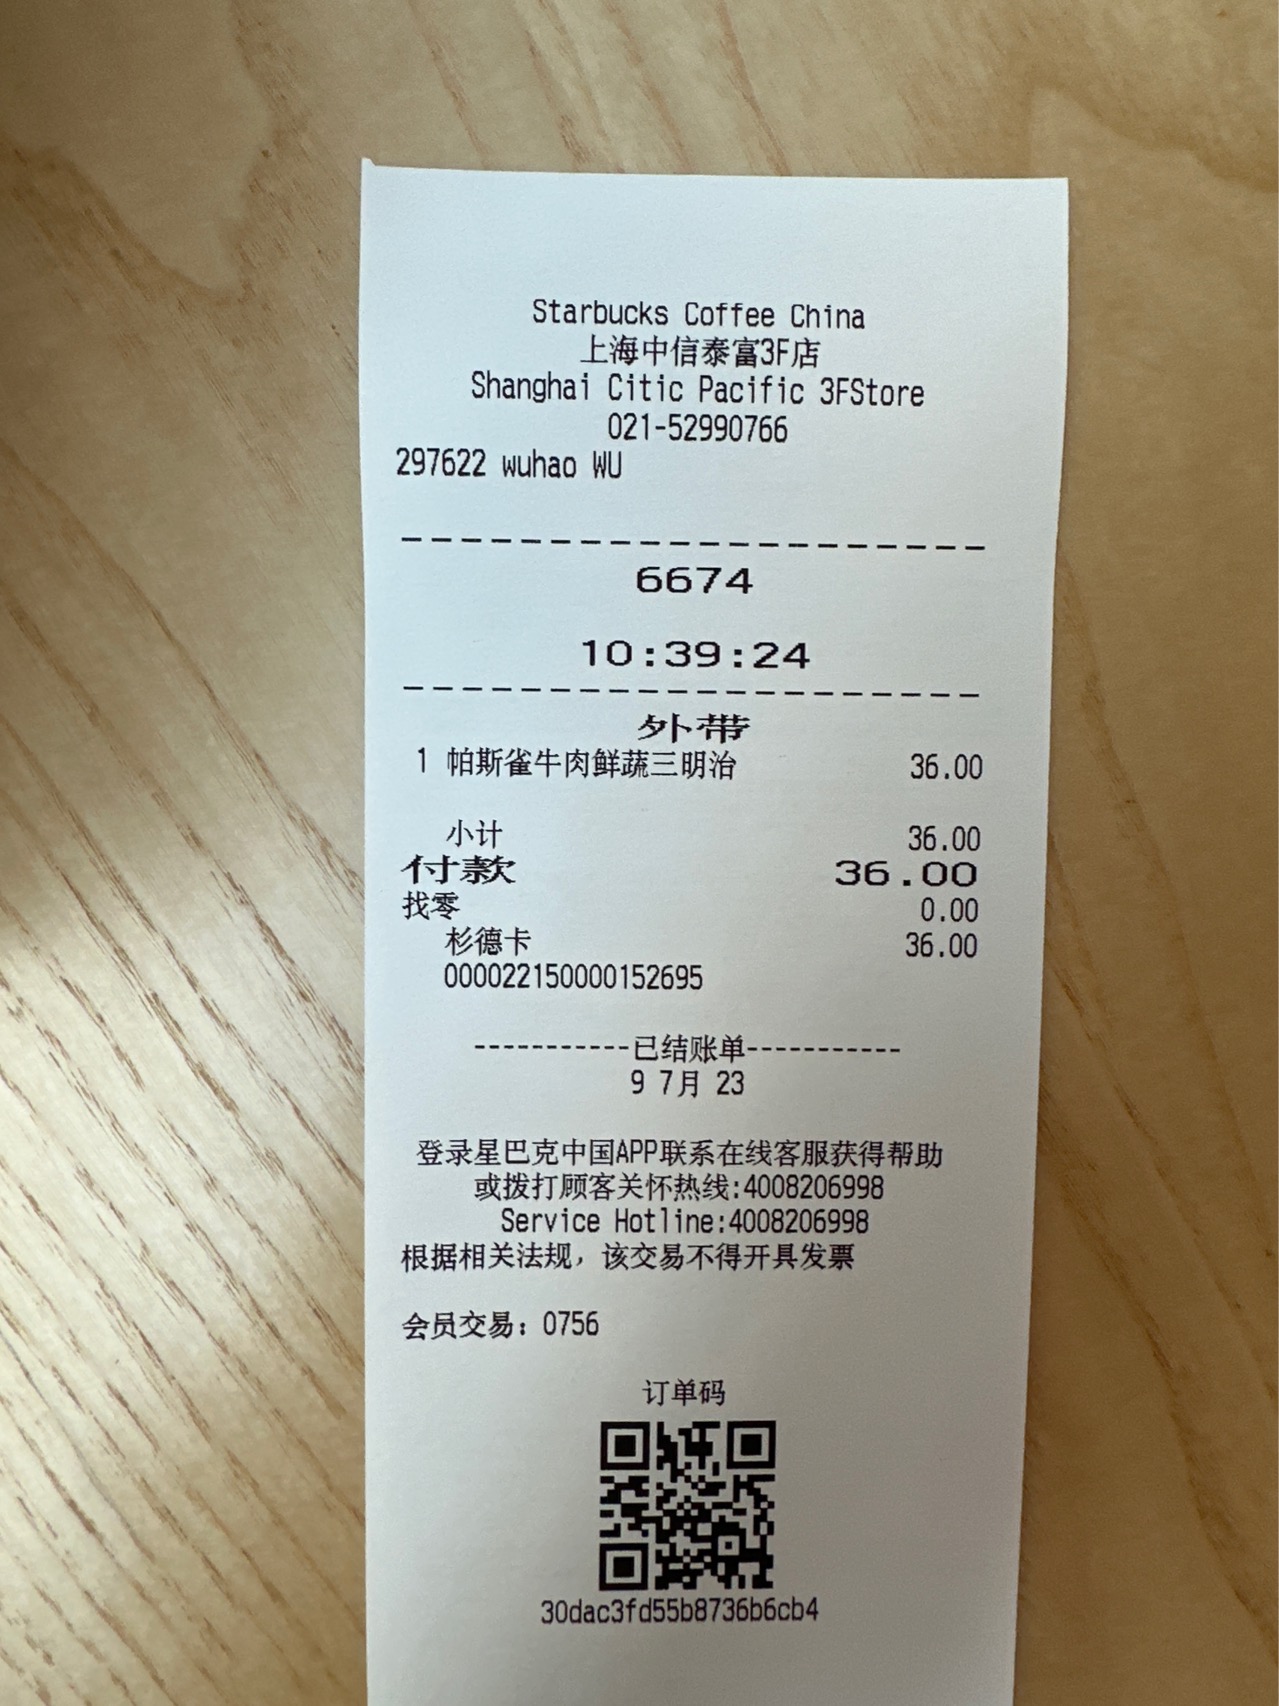 Starbucks Coffee China
上海中信泰富3F店
Shanghai Citic Pacific 3FStore
021-52990766
297622 wuhao WU
--------------------
6674
10:39:24
--------------------
外带
1 帕斯雀牛肉鲜蔬三明治 36.00
小计 36.00
付款 36.00
找零 0.00
杉德卡 36.00
000022150000152695
-----------已结账单-----------
9 7月 23
登录星巴克中国APP联系在线客服获得帮助
或拨打顾客关怀热线:4008206998
Service Hotline:4008206998
根据相关法规，该交易不得开具发票
会员交易：0756
订单码
30dac3fd55b8736b6cb4